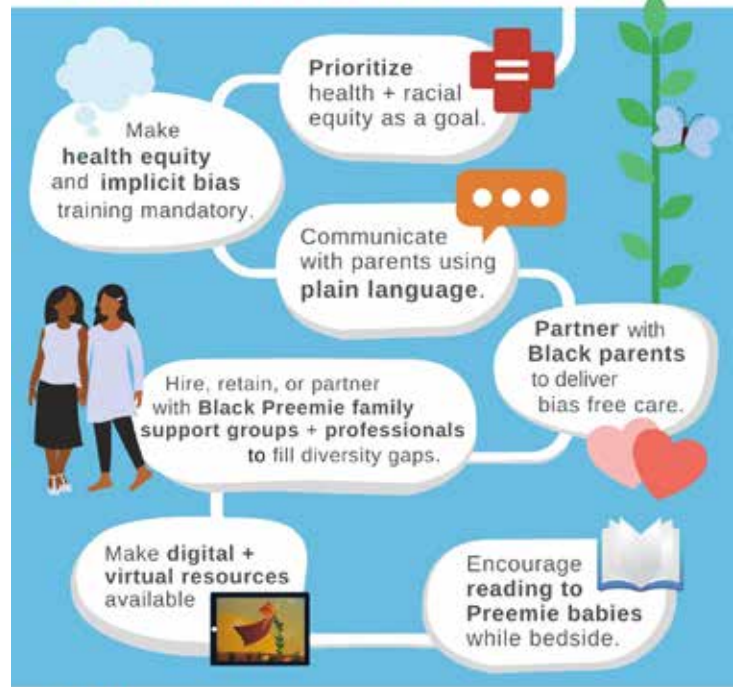 Prioritize
health + racial
equity as a goal.
Make
health equity
and implicit bias
training mandatory.
Communicate
with parents using
plain language.
Partner with
Black parents
to deliver
bias free care.
Hire, retain, or partner
with Black Preemie family
support groups + professionals
to fill diversity gaps.
Make digital +
virtual resources
available
Encourage
reading to
Preemie babies
while bedside.